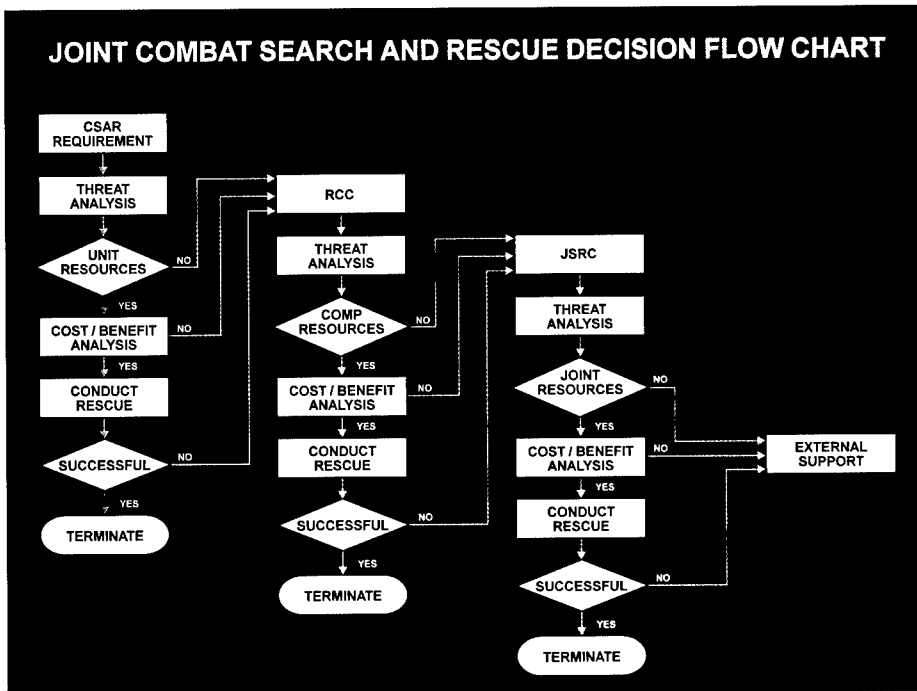 JOINT COMBAT SEARCH AND RESCUE DECISION FLOW CHART
CSAR
REQUIREMENT
THREAT
ANALYSIS
UNIT
RESOURCES
NO
YES
COST / BENEFIT
ANALYSIS
NO
YES
CONDUCT
RESCUE
SUCCESSFUL
NO
YES
TERMINATE
RCC
THREAT
ANALYSIS
COMP
RESOURCES
NO
YES
COST / BENEFIT
ANALYSIS
NO
YES
CONDUCT
RESCUE
SUCCESSFUL
NO
YES
TERMINATE
JSRC
THREAT
ANALYSIS
JOINT
RESOURCES
NO
YES
COST / BENEFIT
ANALYSIS
NO
YES
CONDUCT
RESCUE
SUCCESSFUL
NO
YES
TERMINATE
EXTERNAL
SUPPORT